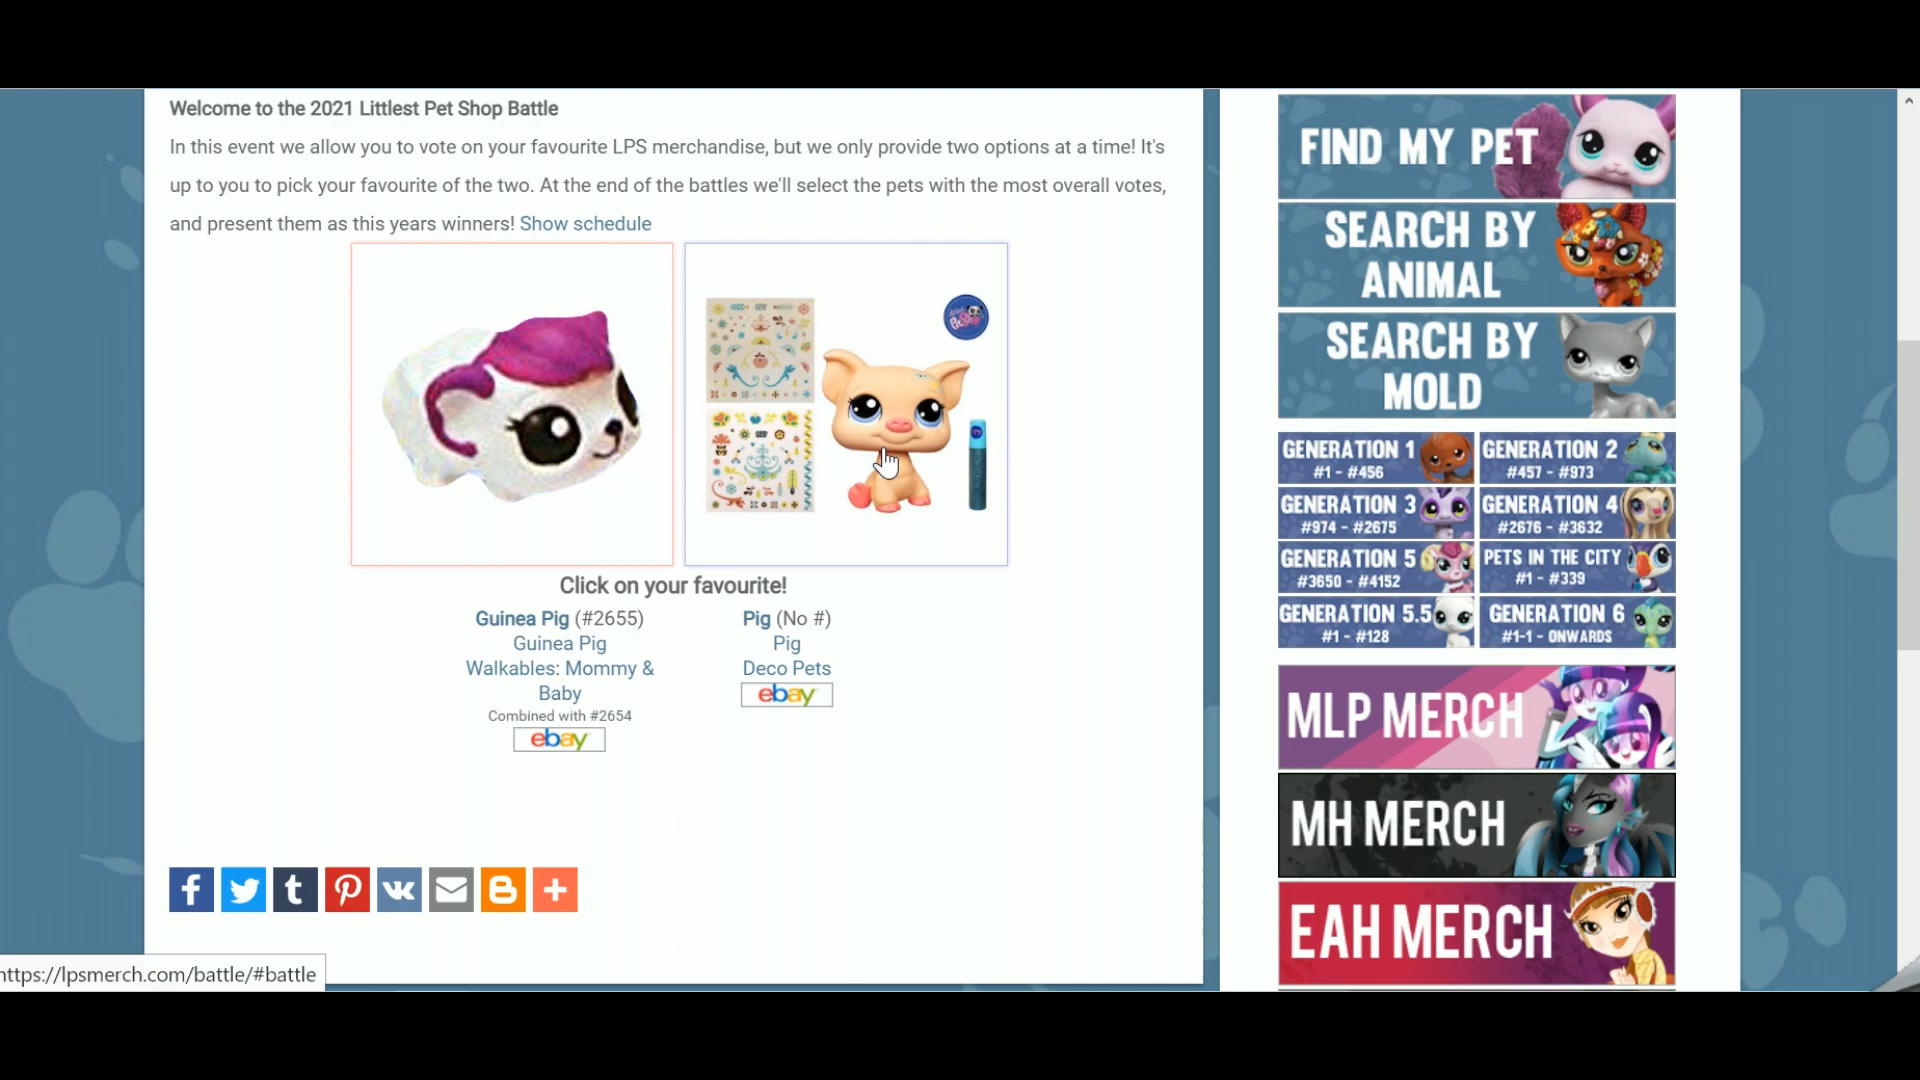 Welcome to the 2021 Littlest Pet Shop Battle
In this event we allow you to vote on your favourite LPS merchandise, but we only provide two options at a time! It's
up to you to pick your favourite of the two. At the end of the battles we'll select the pets with the most overall votes,
and present them as this years winners! Show schedule
Click on your favourite!
Guinea Pig (#2655)
Guinea Pig
Walkables: Mommy &
Baby
Combined with #2654
ebay
Pig (No #)
Pig
Deco Pets
ebay
https://lpsmerch.com/battle/#battle
FIND MY PET
SEARCH BY
ANIMAL
SEARCH BY
MOLD
GENERATION 1
#1 - #456
GENERATION 2
#457 - #973
GENERATION 3
#974 - #2675
GENERATION 4
#2676 - #3632
GENERATION 5
#3650 - #4152
PETS IN THE CITY
#1 - #339
GENERATION 5.5
#1 - #128
GENERATION 6
#1-1 - ONWARDS
MLP MERCH
MH MERCH
EAH MERCH